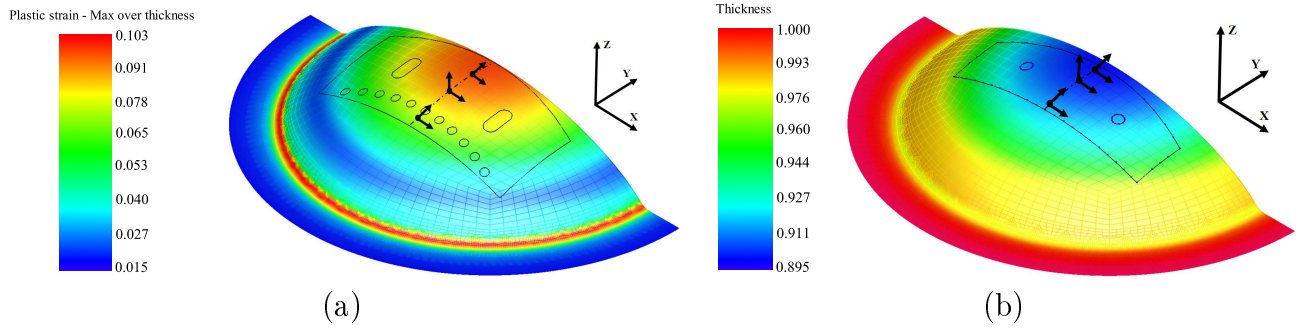 Plastic strain - Max over thickness
0.103
0.091
0.078
0.065
0.053
0.040
0.027
0.015
Z
Y
X
(a)
Thickness
1.000
0.993
0.976
0.960
0.944
0.927
0.911
0.895
Z
Y
X
(b)